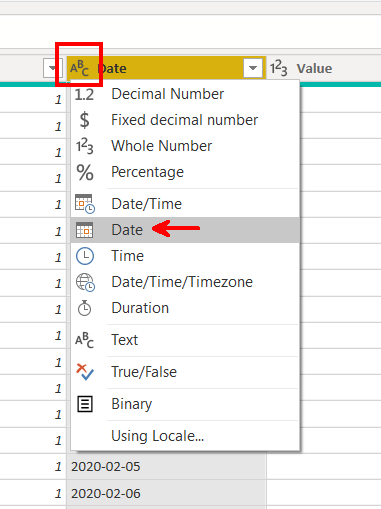 ABC Date
123 Value
1
1.2 Decimal Number
1
$ Fixed decimal number
1
123 Whole Number
1
% Percentage
1
Date/Time
1
Date
1
Time
1
Date/Time/Timezone
1
Duration
1
ABC Text
1
True/False
1
Binary
1
Using Locale...
1
1
1 2020-02-05
1 2020-02-06